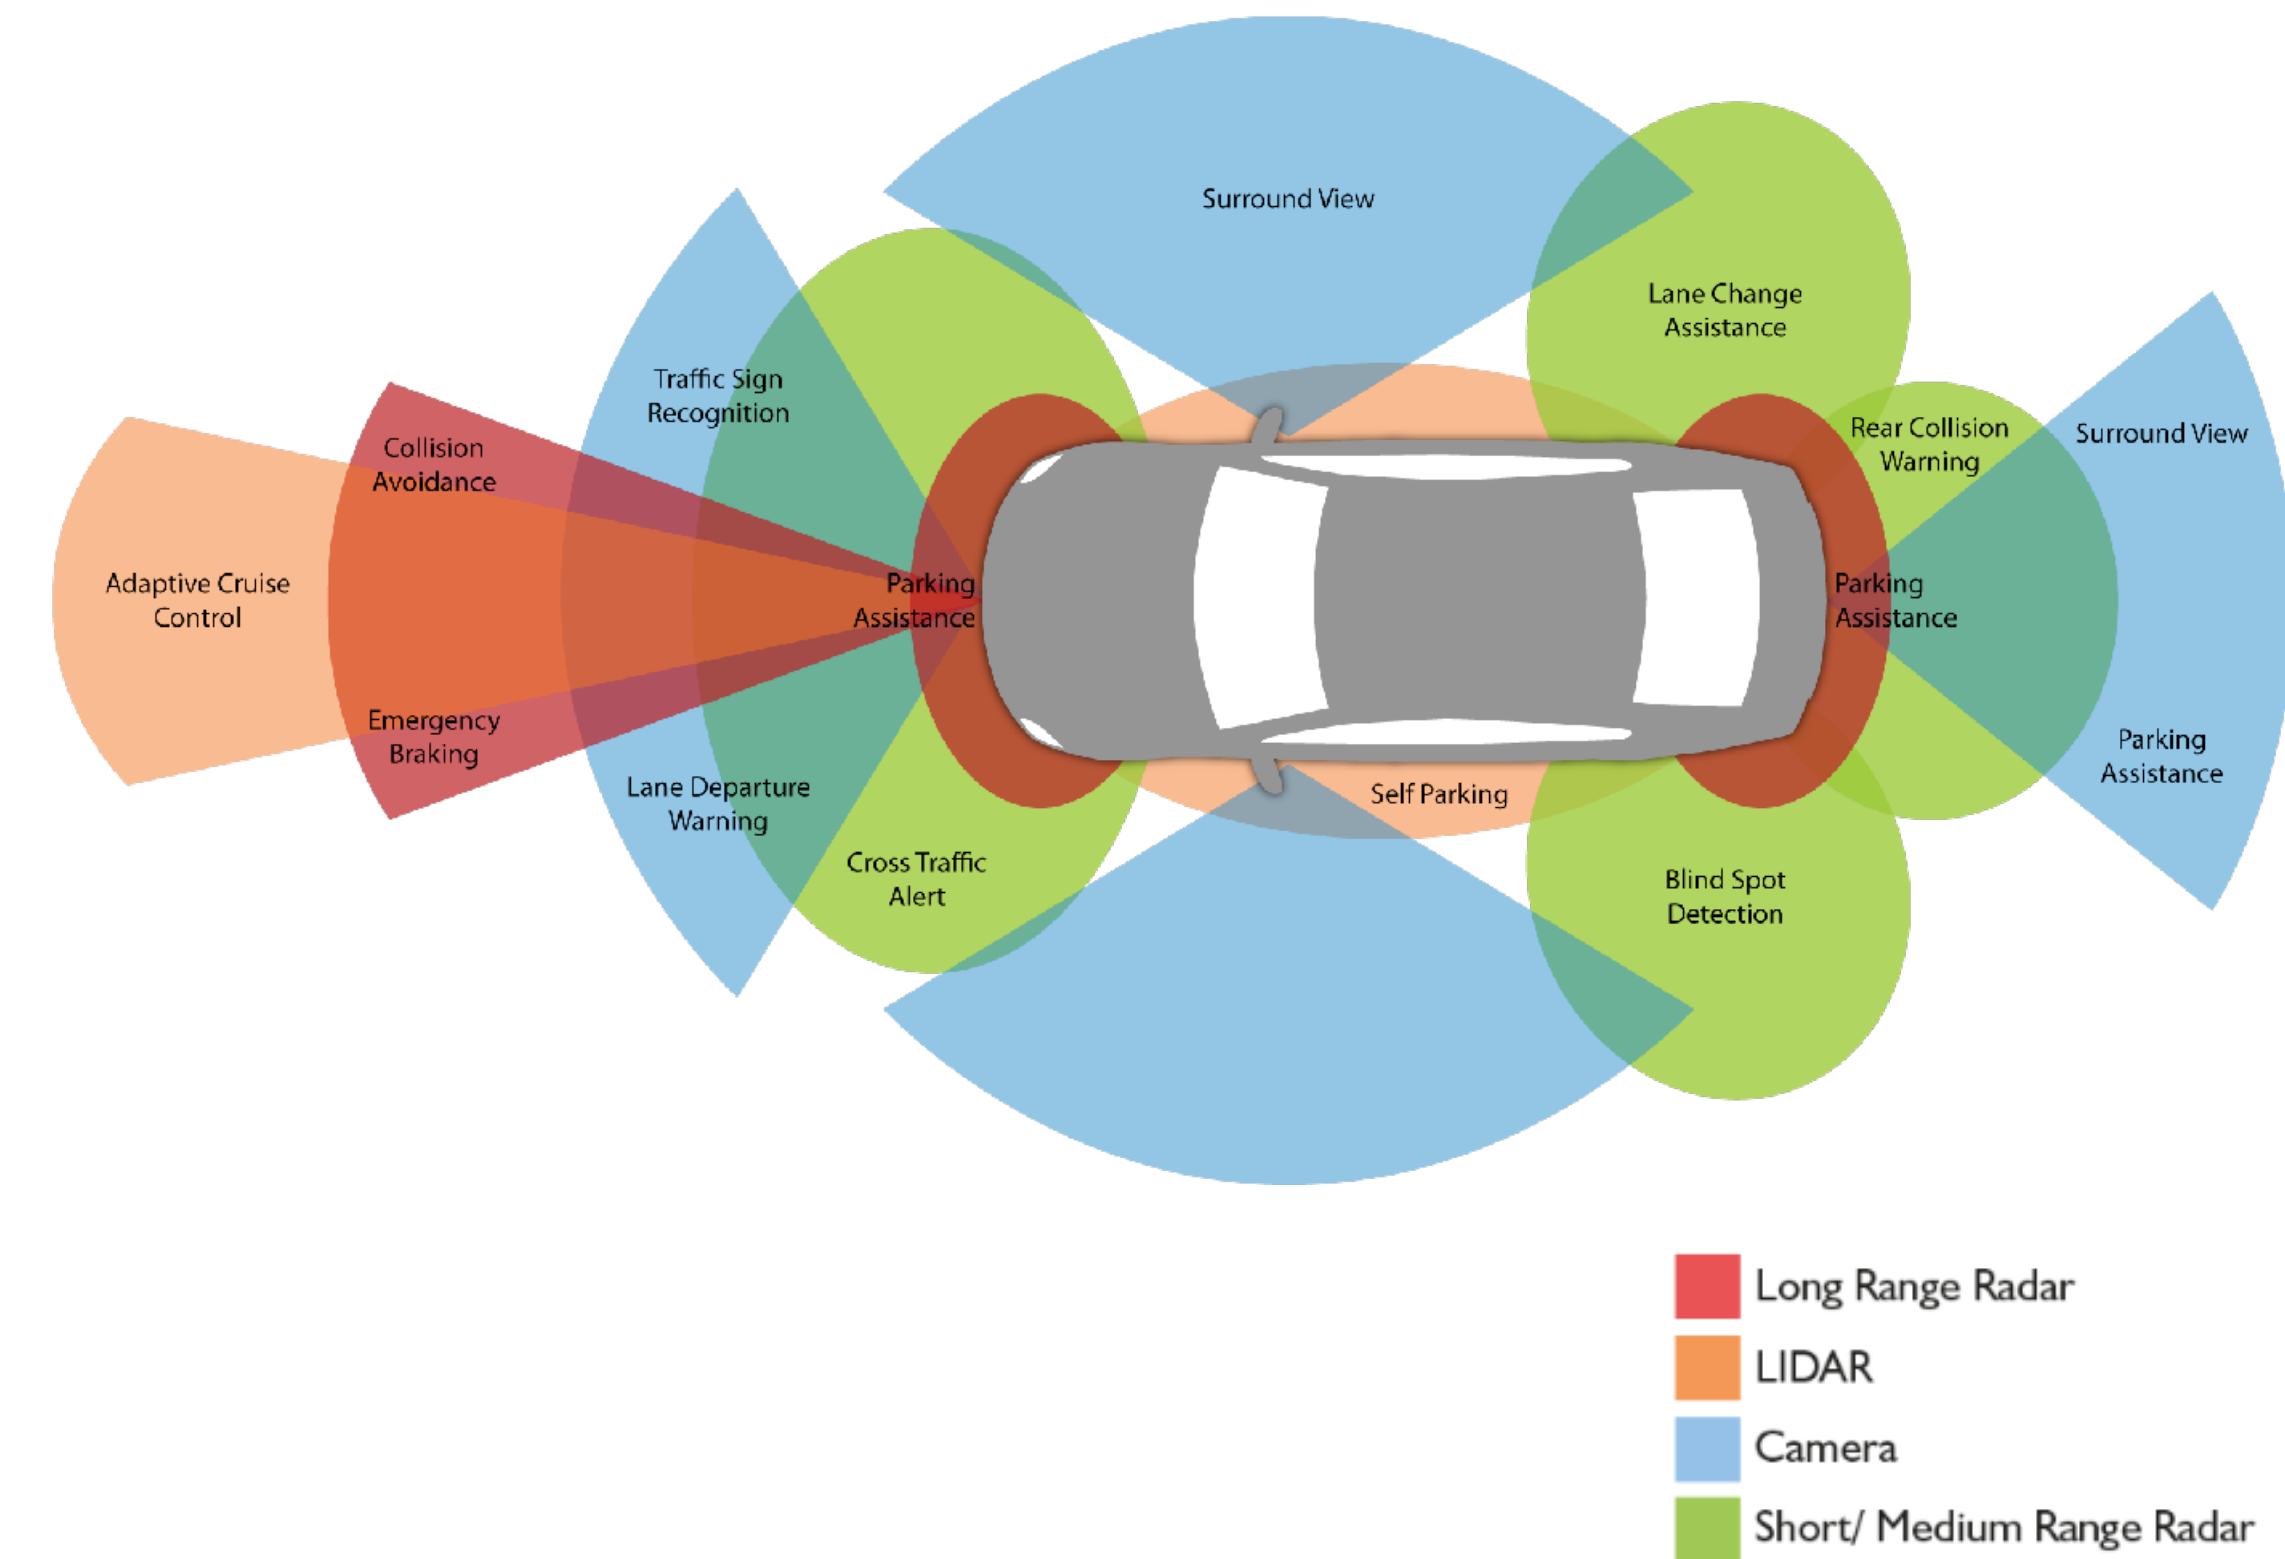 Surround View
Lane Change
Assistance
Traffic Sign
Recognition
Collision
Avoidance
Rear Collision
Warning
Surround View
Adaptive Cruise
Control
Parking
Assistance
Parking
Assistance
Emergency
Braking
Lane Departure
Warning
Self Parking
Parking
Assistance
Cross Traffic
Alert
Blind Spot
Detection
Long Range Radar
LIDAR
Camera
Short/ Medium Range Radar